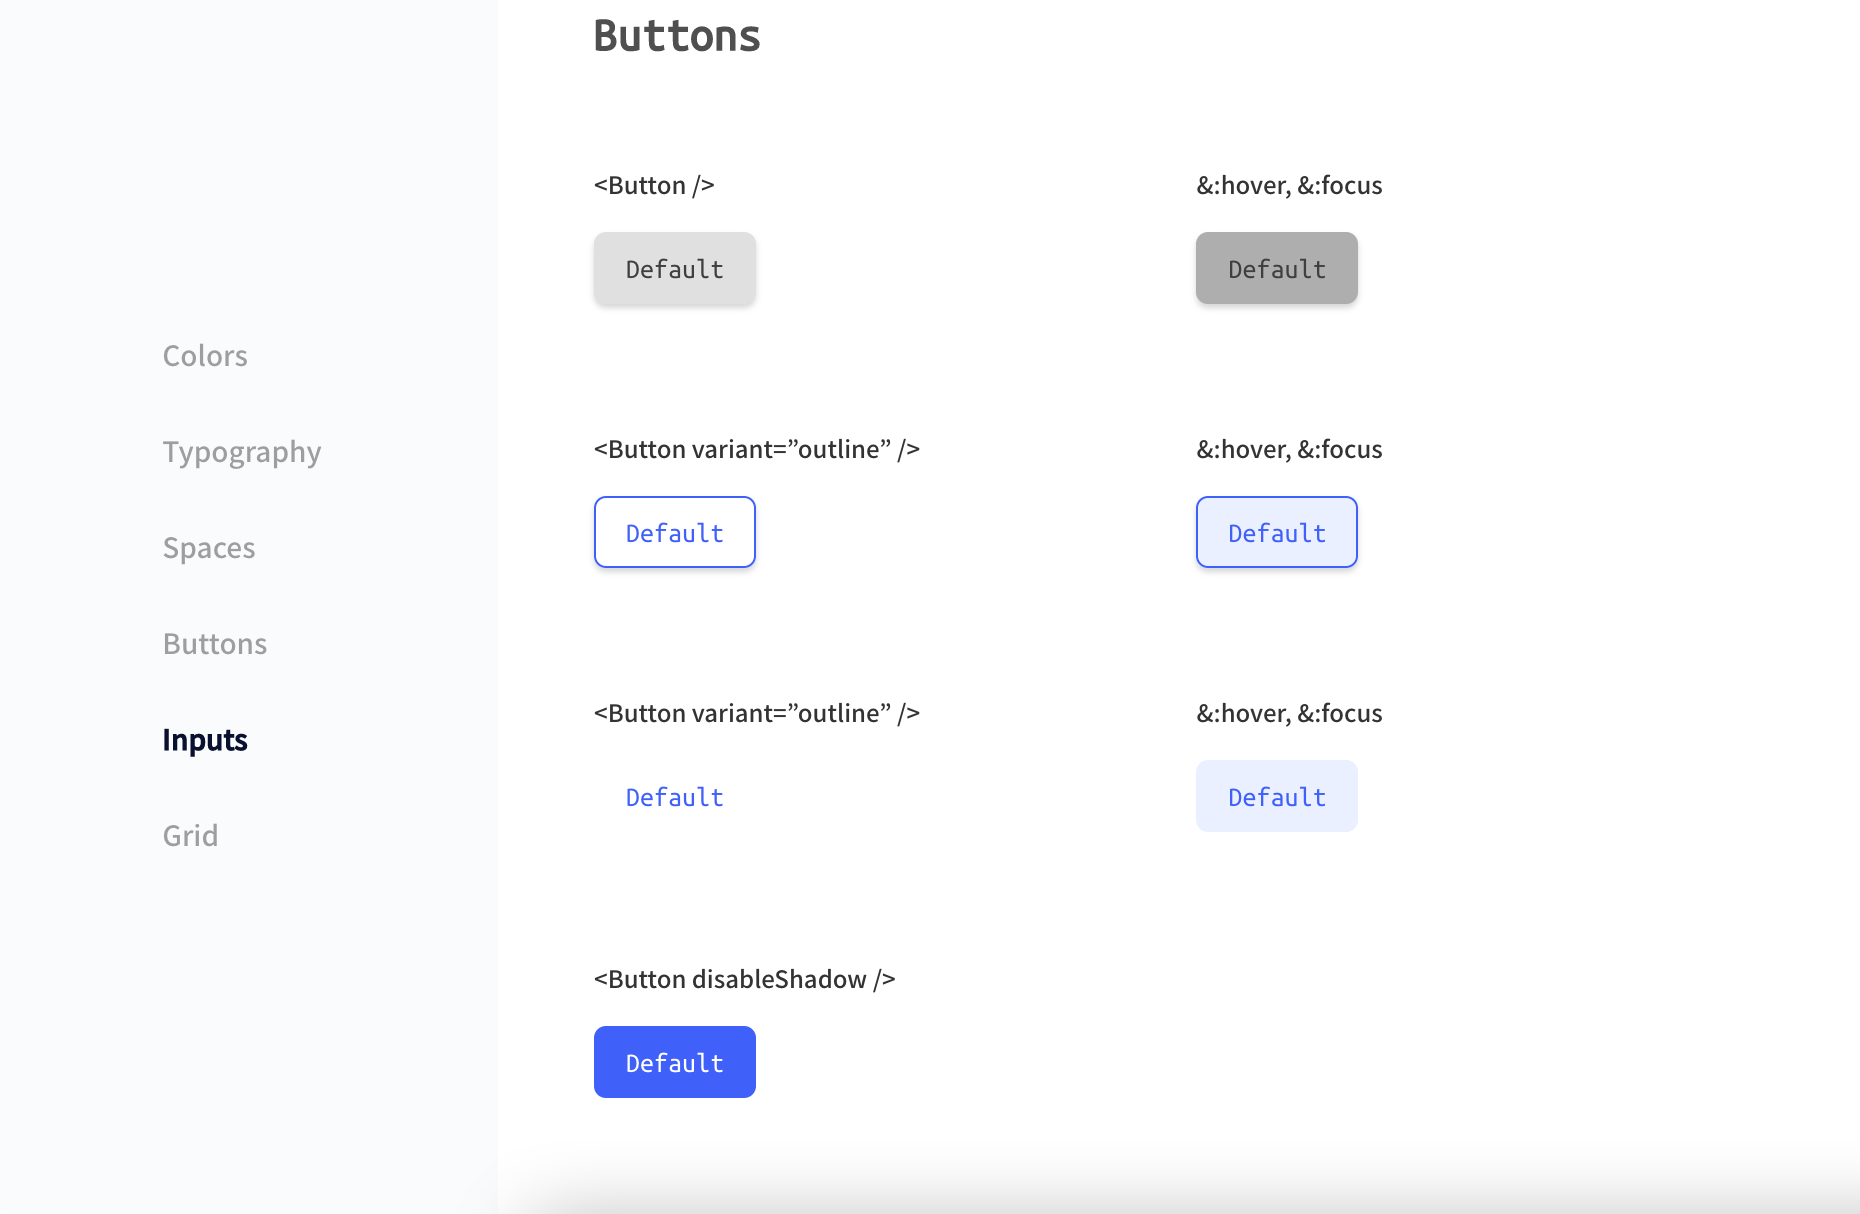 Buttons
Colors
Typography
Spaces
Buttons
Inputs
Grid
<Button />
&:hover, &:focus
Default
Default
<Button variant=”outline” />
&:hover, &:focus
Default
Default
<Button variant=”outline” />
&:hover, &:focus
Default
Default
<Button disableShadow />
Default